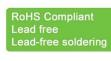 RoHS Compliant
Lead free
Lead-free soldering